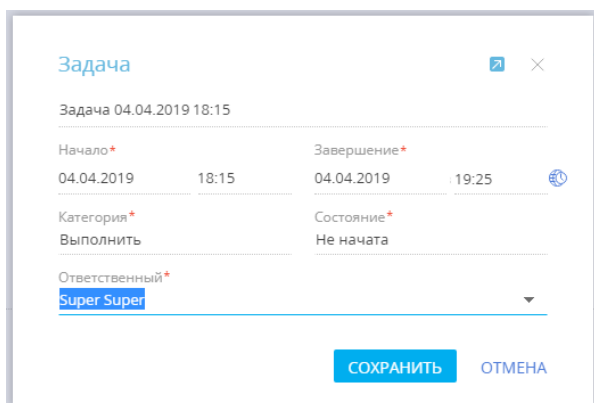 Задача
Задача 04.04.2019 18:15
Начало* Завершение*
04.04.2019 18:15 04.04.2019 19:25
Категория* Состояние*
Выполнить Не начата
Ответственный*
Super Super
СОХРАНИТЬ ОТМЕНА